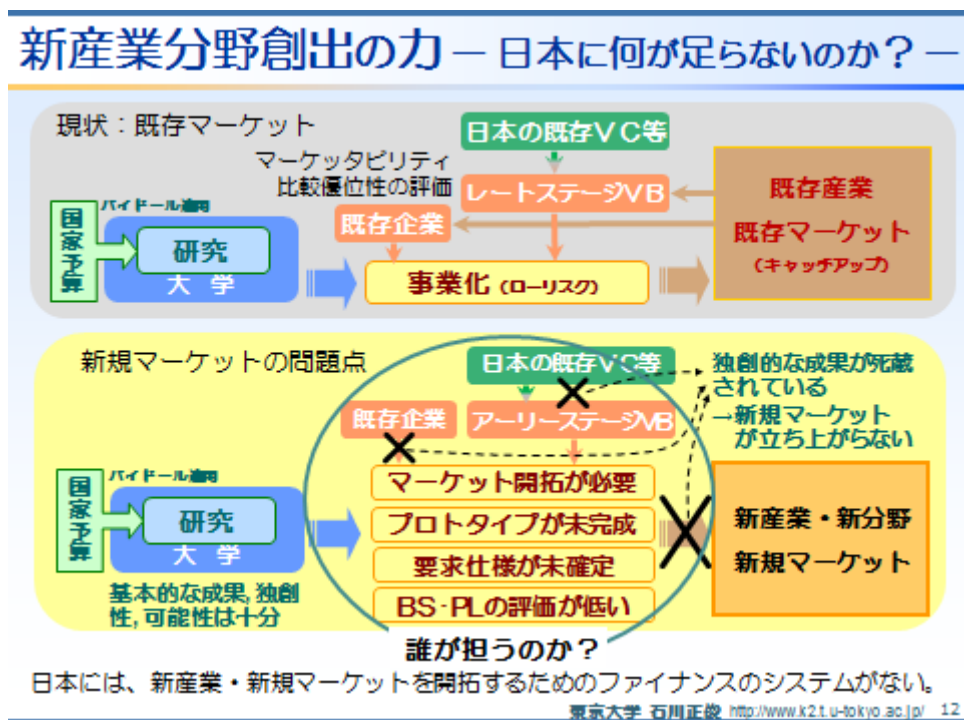 新産業分野創出の力 － 日本に何が足らないのか？－
現状：既存マーケット
日本の既存ＶＣ等
マーケッタビリティ
比較優位性の評価
レートステージVB
既存企業
既存産業
既存マーケット
(キャッチアップ)
バイドール適用
国家予算
研究
大 学
事業化 (ローリスク)
新規マーケットの問題点
日本の既存ＶＣ等
独創的な成果が死蔵
されている
→新規マーケット
が立ち上がらない
既存企業
アーリーステージVB
バイドール適用
国家予算
研究
大 学
マーケット開拓が必要
プロトタイプが未完成
要求仕様が未確定
BS・PLの評価が低い
新産業・新分野
新規マーケット
基本的な成果, 独創
性, 可能性は十分
誰が担うのか？
日本には、新産業・新規マーケットを開拓するためのファイナンスのシステムがない。
東京大学 石川正俊 http://www.k2.t.u-tokyo.ac.jp/ 12